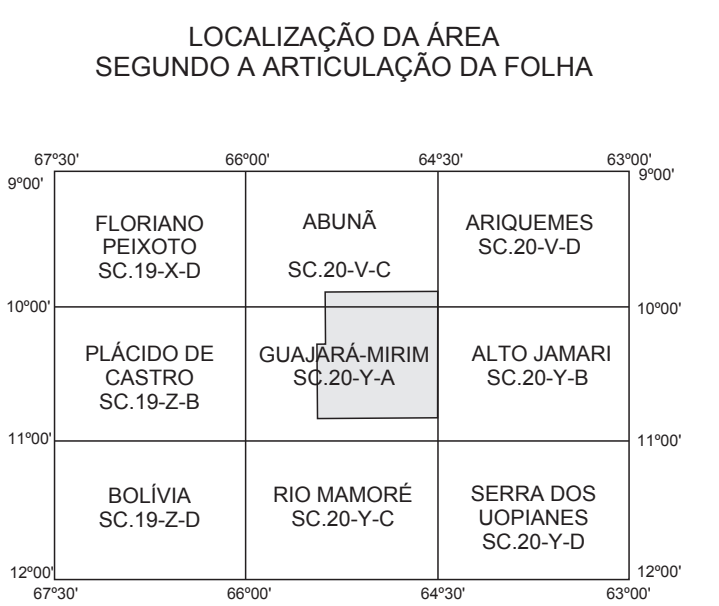 LOCALIZAÇÃO DA ÁREA
SEGUNDO A ARTICULAÇÃO DA FOLHA
67º30' 66º00' 64º30' 63º00'
9º00' 9º00'
FLORIANO
PEIXOTO
SC.19-X-D
ABUNÃ
SC.20-V-C
ARIQUEMES
SC.20-V-D
10º00' 10º00'
PLÁCIDO DE
CASTRO
SC.19-Z-B
GUAJARÁ-MIRIM
SC.20-Y-A
ALTO JAMARI
SC.20-Y-B
11º00' 11º00'
BOLÍVIA
SC.19-Z-D
RIO MAMORÉ
SC.20-Y-C
SERRA DOS
UOPIANES
SC.20-Y-D
12º00' 12º00'
67º30' 66º00' 64º30' 63º00'